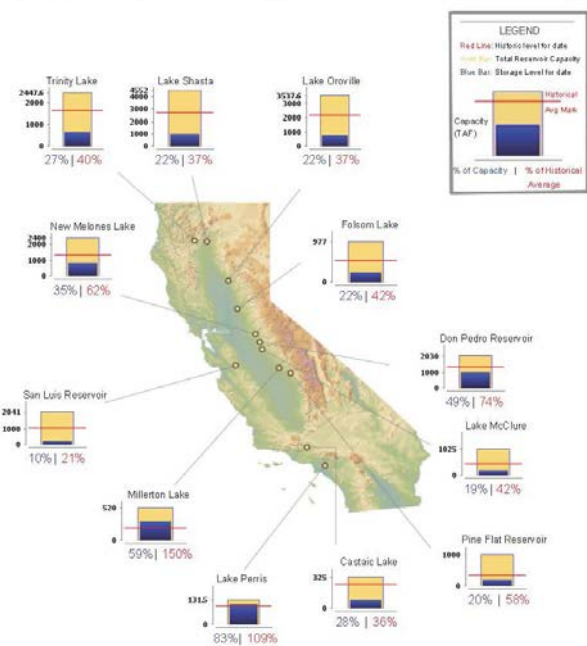 LEGEND
Red Line: Historic level for date
Total Reservoir Capacity
Blue Bar: Storage Level for date
Historical
Avg Mark
Capacity
(TAF)
% of Capacity | % of Historical
Average
Trinity Lake
2447.6
2000
1000
0
27% | 40%
Lake Shasta
4552
4000
3000
2000
1000
0
22% | 37%
Lake Oroville
3537.6
3000
2000
1000
0
22% | 37%
New Melones Lake
2400
2000
1000
0
35% | 62%
Folsom Lake
977
0
22% | 42%
Don Pedro Reservoir
2030
1000
0
49% | 74%
San Luis Reservoir
2041
1000
0
10% | 21%
Lake McClure
1025
0
19% | 42%
Millerton Lake
520
0
59% | 150%
Pine Flat Reservoir
1000
0
20% | 58%
Castaic Lake
325
0
28% | 36%
Lake Perris
131.5
0
83% | 109%